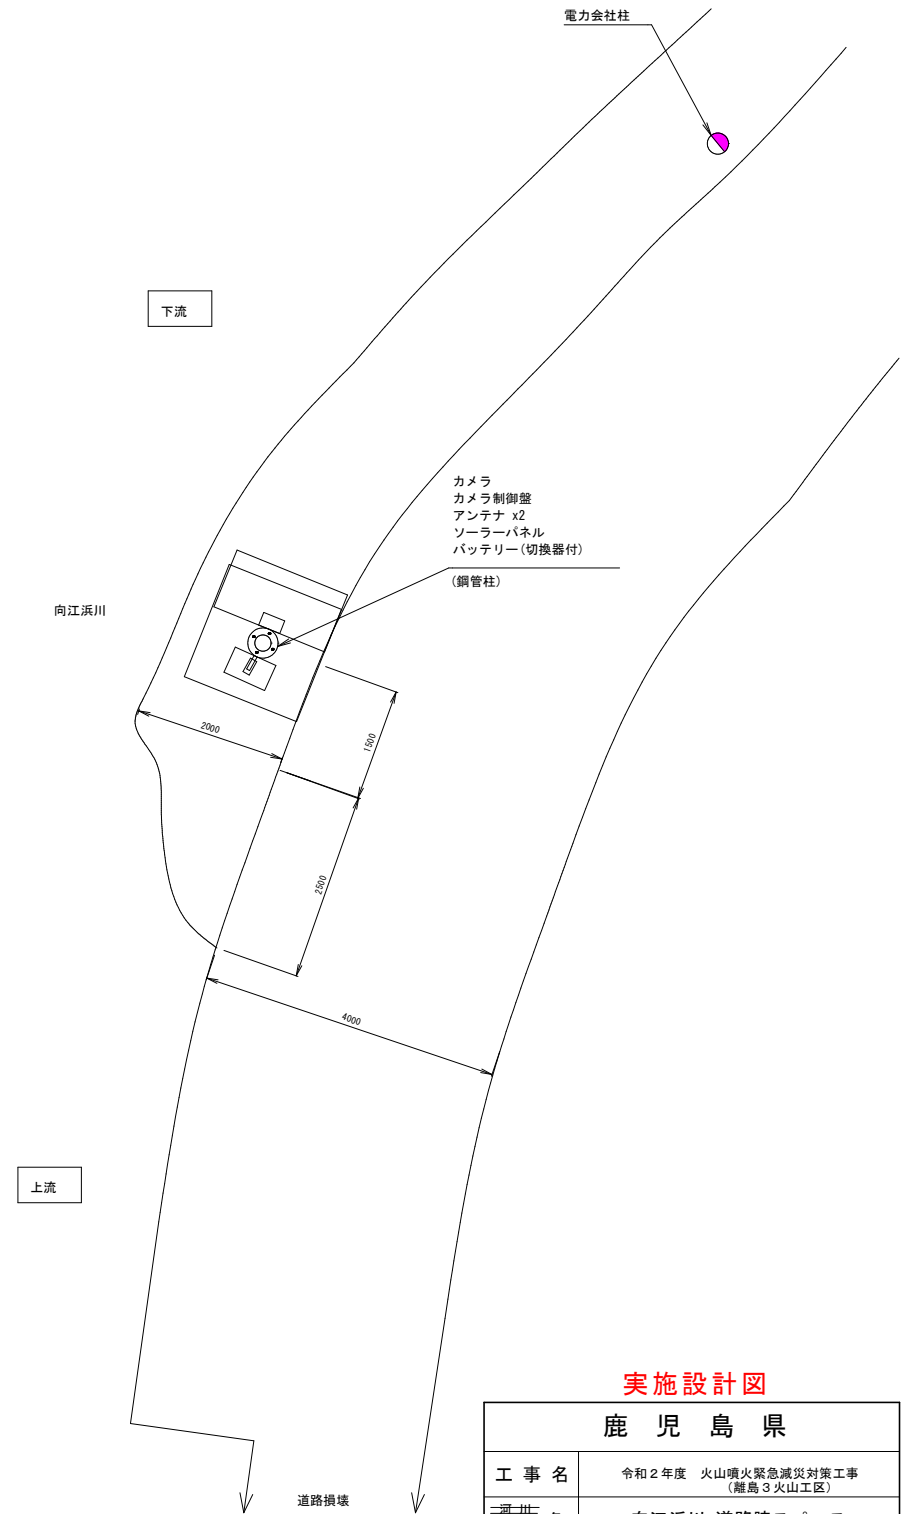 電力会社柱
下流
カメラ
カメラ制御盤
アンテナ x2
ソーラーパネル
バッテリー(切換器付)
(鋼管柱)
向江浜川
2000
1500
2500
4000
上流
道路損壊
実施設計図
鹿児島県
工事名
令和2年度 火山噴火緊急減災対策工事
(離島3火山工区)